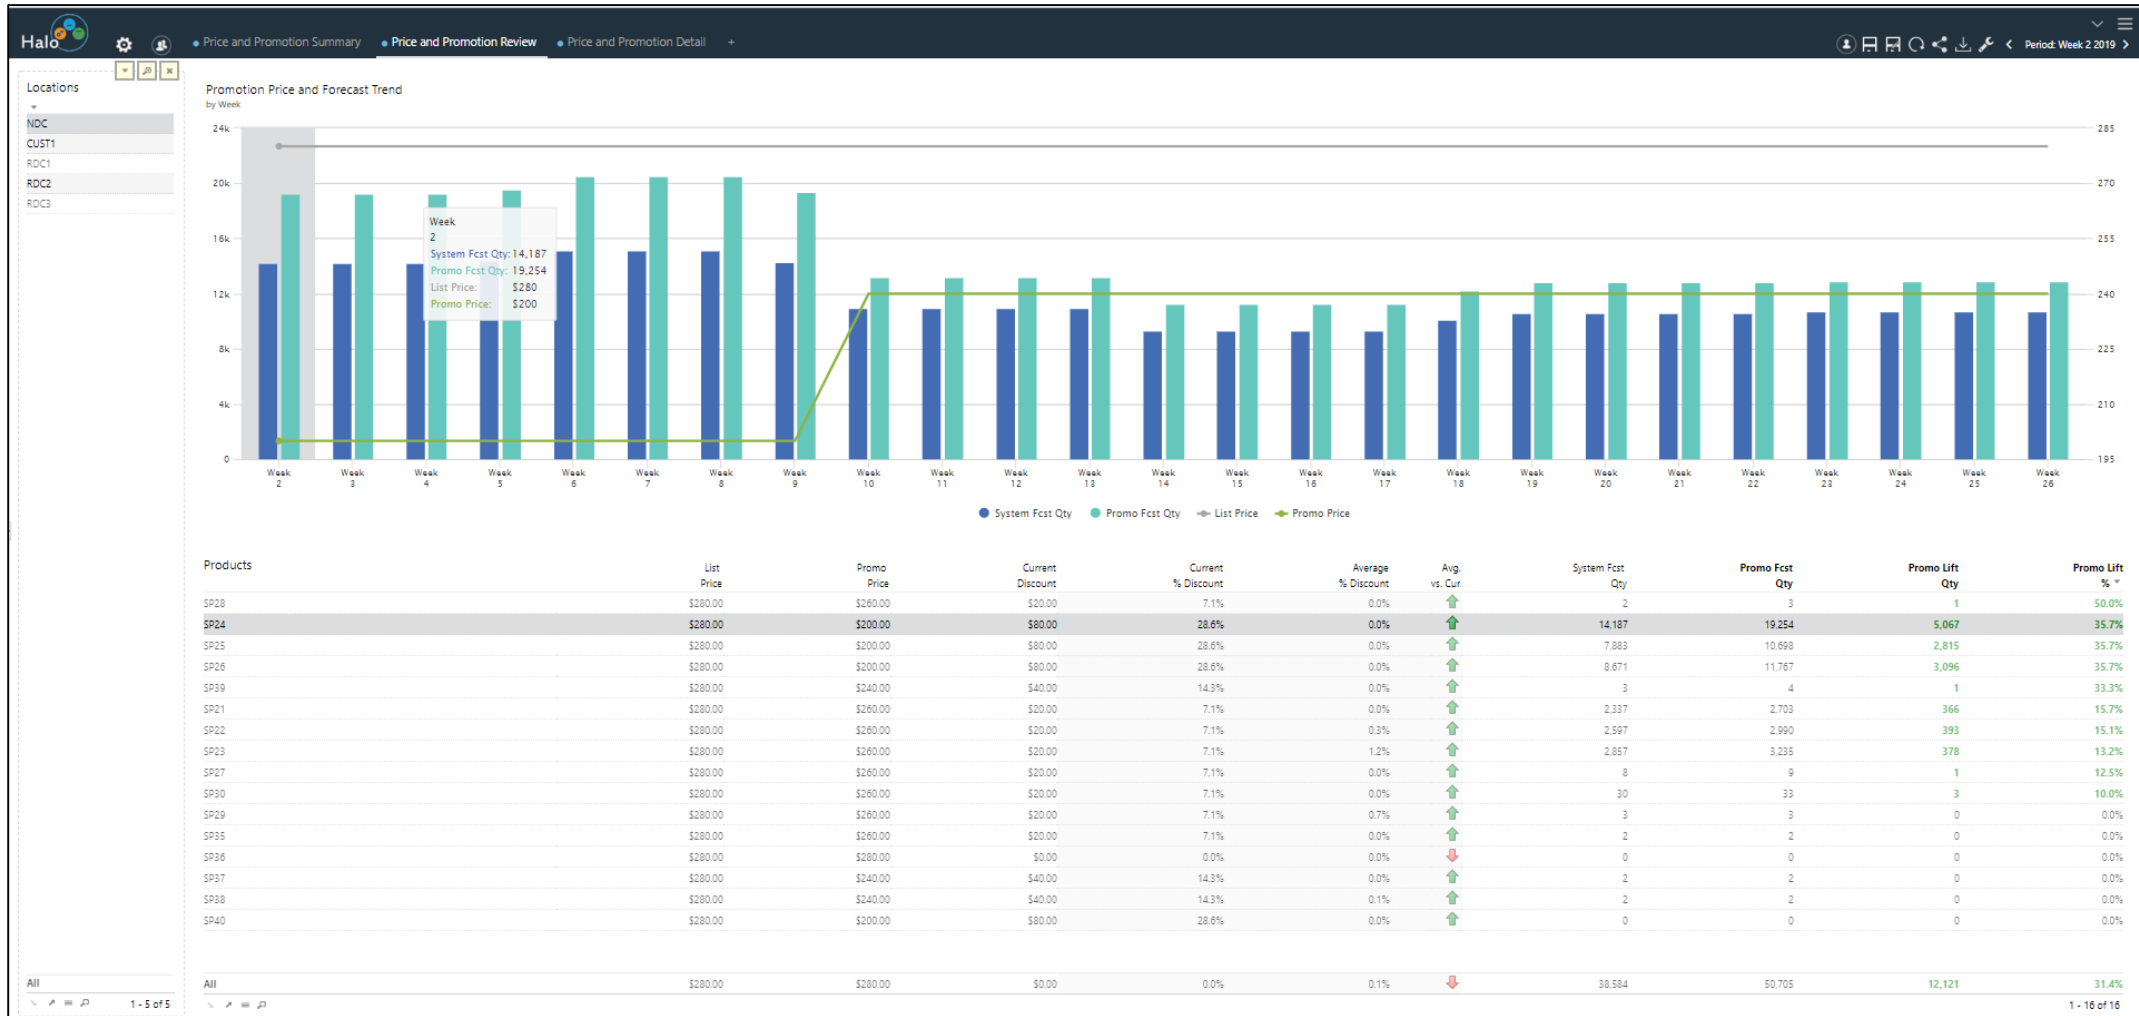 Halo
Price and Promotion Summary
Price and Promotion Review
Price and Promotion Detail
+
Period: Week 2 2019
Locations
NDC
CUST1
RDC1
RDC2
RDC3
All
1 - 5 of 5
Promotion Price and Forecast Trend
by Week
24k
20k
16k
12k
8k
4k
0
285
270
255
240
225
210
195
Week
2
System Fcst Qty: 14,187
Promo Fcst Qty: 19,254
List Price: $280
Promo Price: $200
Week Week Week Week Week Week Week Week Week Week Week Week Week Week Week Week Week Week Week Week Week Week Week Week Week
2 3 4 5 6 7 8 9 10 11 12 13 14 15 16 17 18 19 20 21 22 23 24 25 26
System Fcst Qty Promo Fcst Qty List Price Promo Price
Products List Promo Current Current Average Avg. System Fcst Promo Fcst Promo Lift Promo Lift
Price Price Discount % Discount % Discount vs. Cur. Qty Qty Qty %
SP28 $280.00 $260.00 $20.00 7.1% 0.0% 2 3 1 50.0%
SP24 $280.00 $200.00 $80.00 28.6% 0.0% 14,187 19,254 5,067 35.7%
SP25 $280.00 $200.00 $80.00 28.6% 0.0% 7,883 10,698 2,815 35.7%
SP26 $280.00 $200.00 $80.00 28.6% 0.0% 8,671 11,767 3,096 35.7%
SP39 $280.00 $240.00 $40.00 14.3% 0.0% 3 4 1 33.3%
SP21 $280.00 $260.00 $20.00 7.1% 0.0% 2,337 2,703 366 15.7%
SP22 $280.00 $260.00 $20.00 7.1% 0.3% 2,597 2,990 393 15.1%
SP23 $280.00 $260.00 $20.00 7.1% 1.2% 2,857 3,235 378 13.2%
SP27 $280.00 $260.00 $20.00 7.1% 0.0% 8 9 1 12.5%
SP30 $280.00 $260.00 $20.00 7.1% 0.0% 30 33 3 10.0%
SP29 $280.00 $260.00 $20.00 7.1% 0.7% 3 3 0 0.0%
SP35 $280.00 $260.00 $20.00 7.1% 0.0% 2 2 0 0.0%
SP36 $280.00 $280.00 $0.00 0.0% 0.0% 0 0 0 0.0%
SP37 $280.00 $240.00 $40.00 14.3% 0.0% 2 2 0 0.0%
SP38 $280.00 $240.00 $40.00 14.3% 0.1% 2 2 0 0.0%
SP40 $280.00 $200.00 $80.00 28.6% 0.0% 0 0 0 0.0%
All $280.00 $280.00 $0.00 0.0% 0.1% 38,584 50,705 12,121 31.4%
1 - 16 of 16